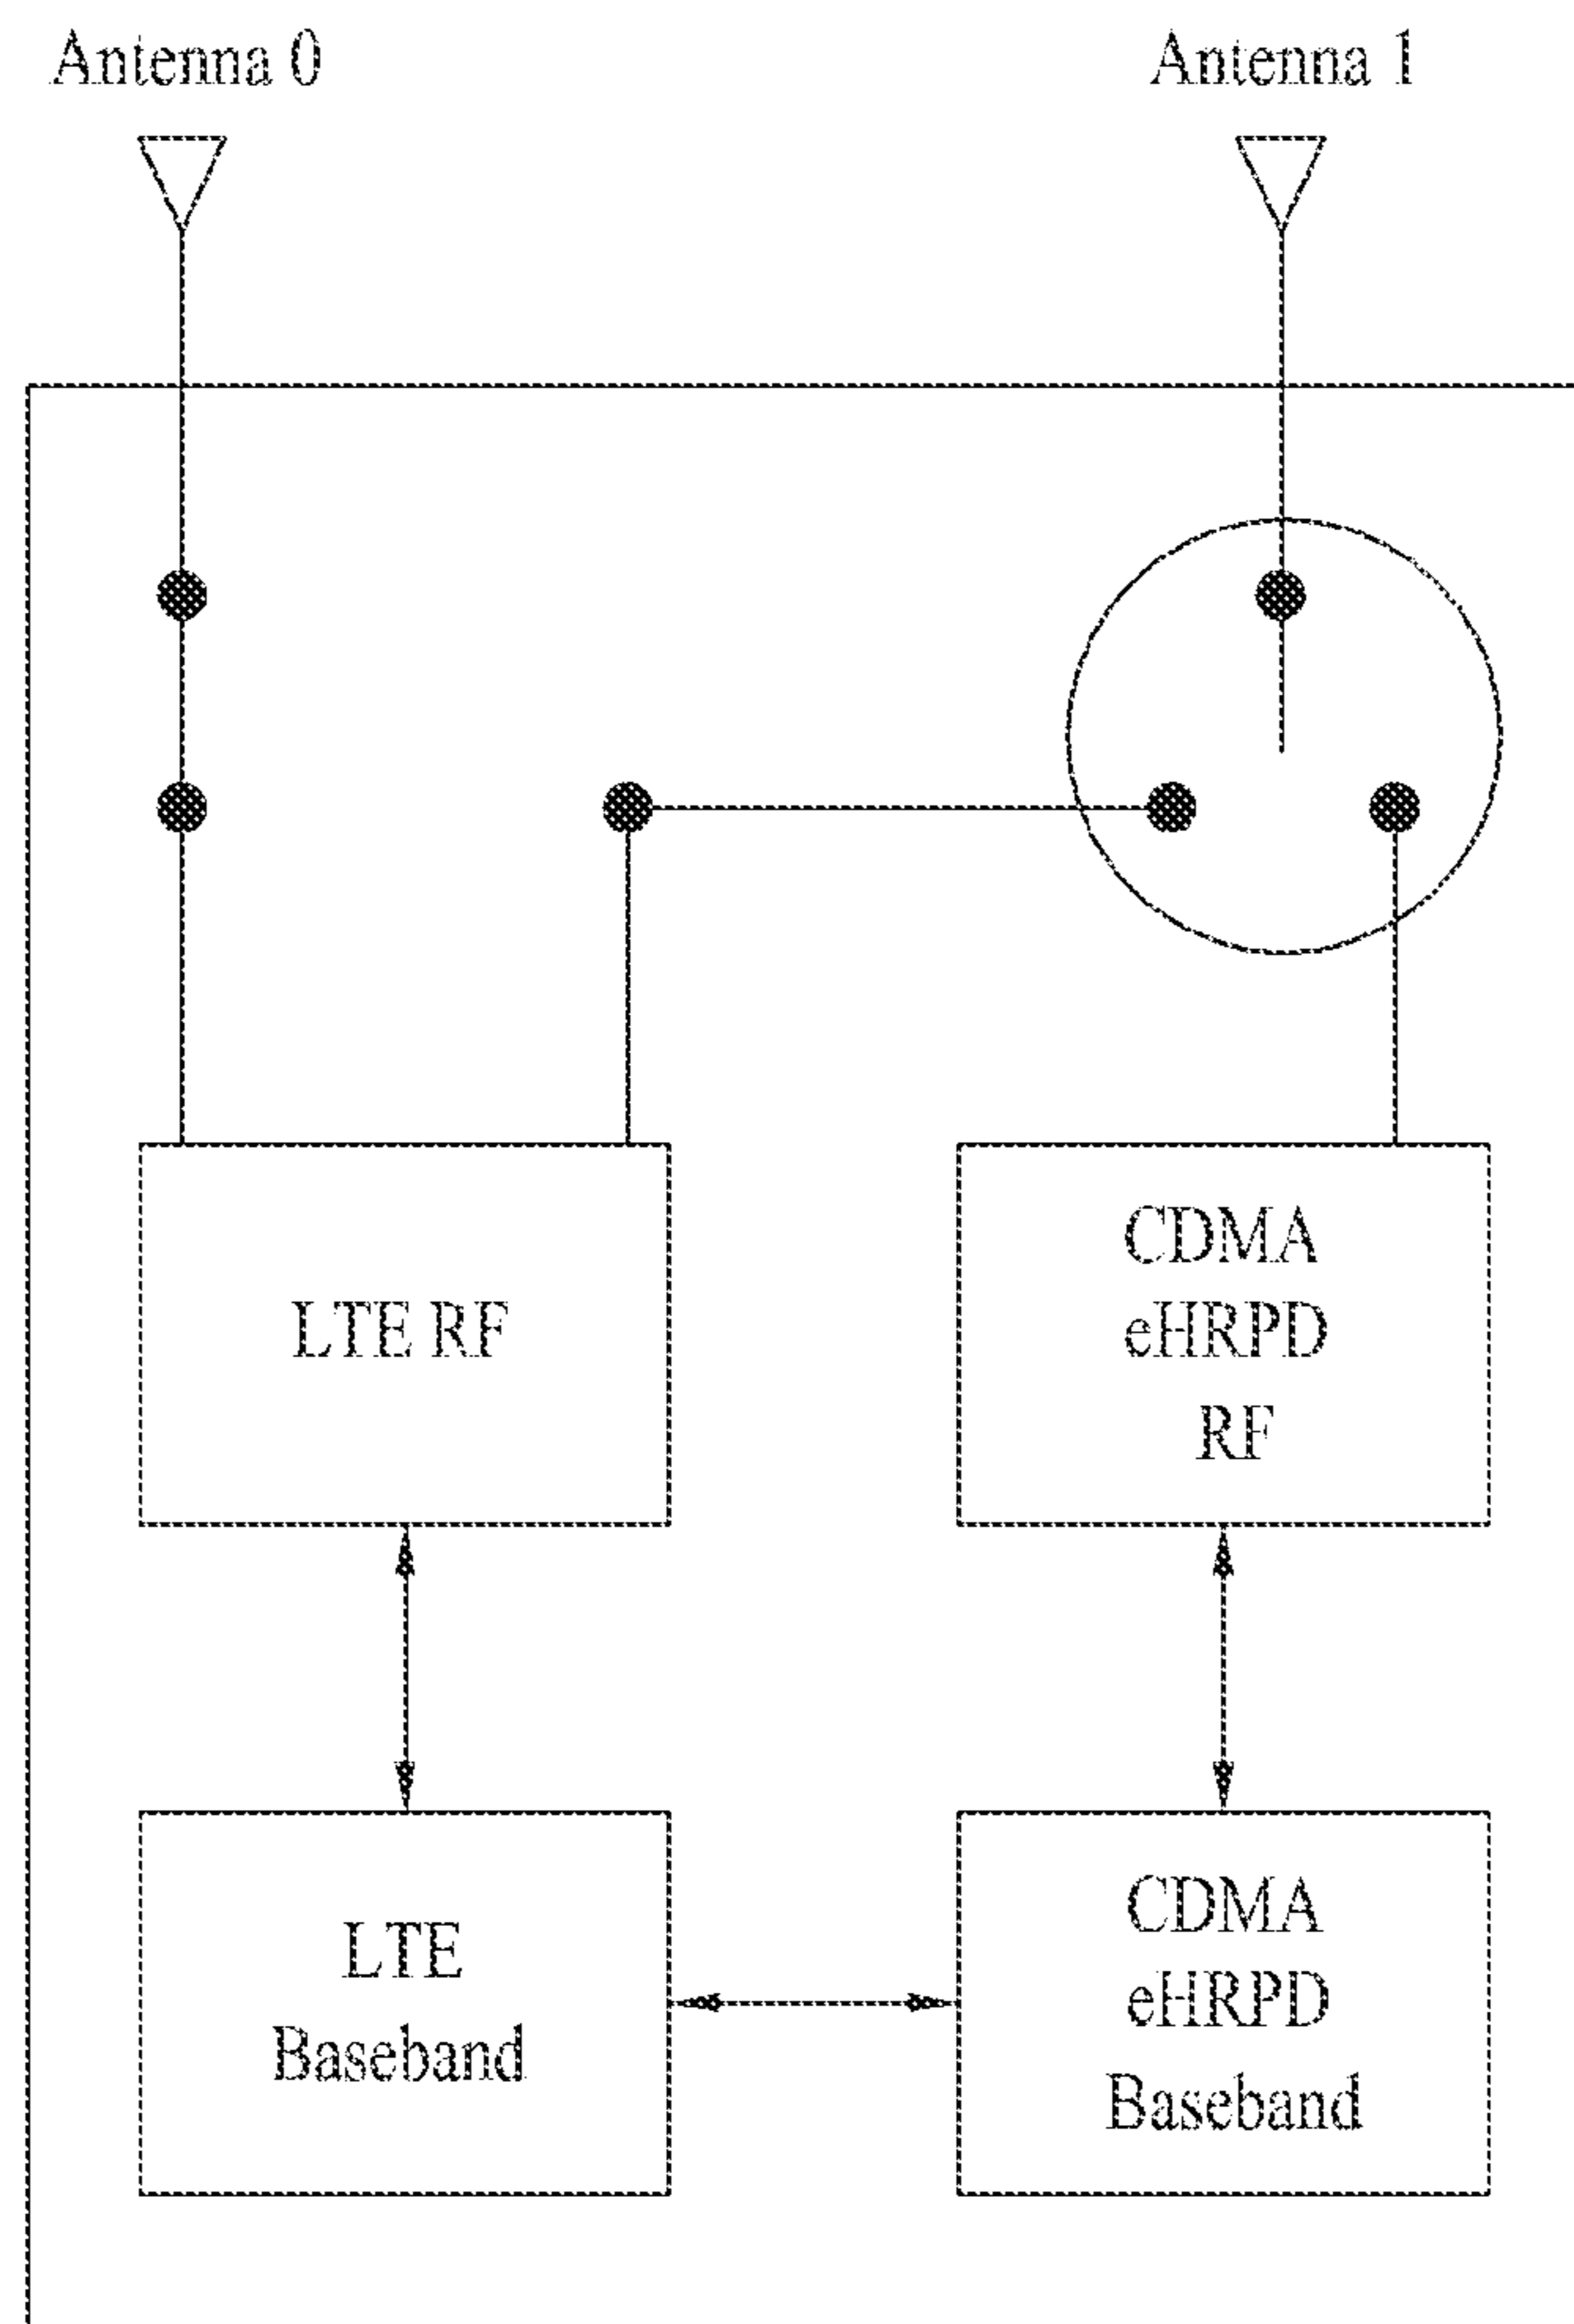 Antenna 0
Antenna 1
LTE RF
CDMA
eHRPD
RF
LTE
Baseband
CDMA
eHRPD
Baseband